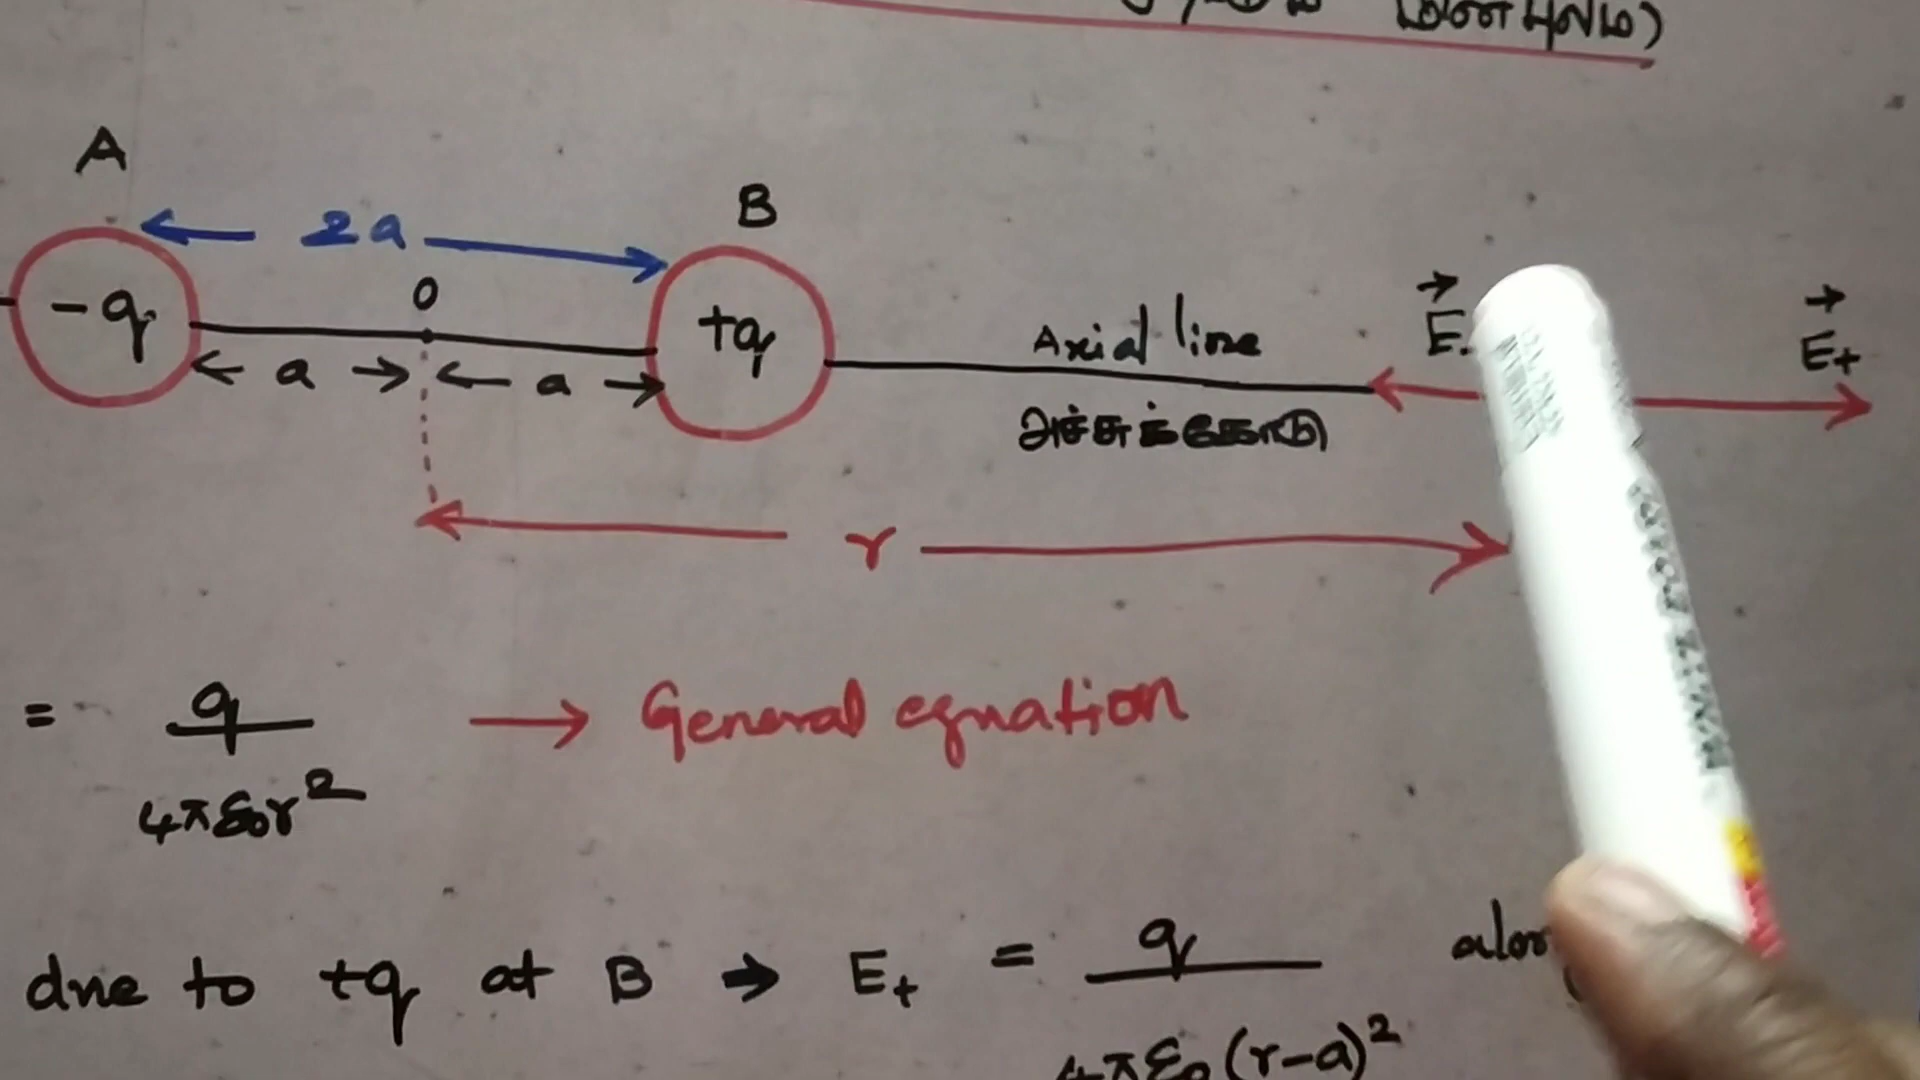 A
B
2a
-q
O
+q
a
a
Axial line
அச்சுக்கோடு
E-
E+
r
= q / 4πε₀r²
→ General equation
due to +q at B → E+ = q / 4πε₀(r-a)²